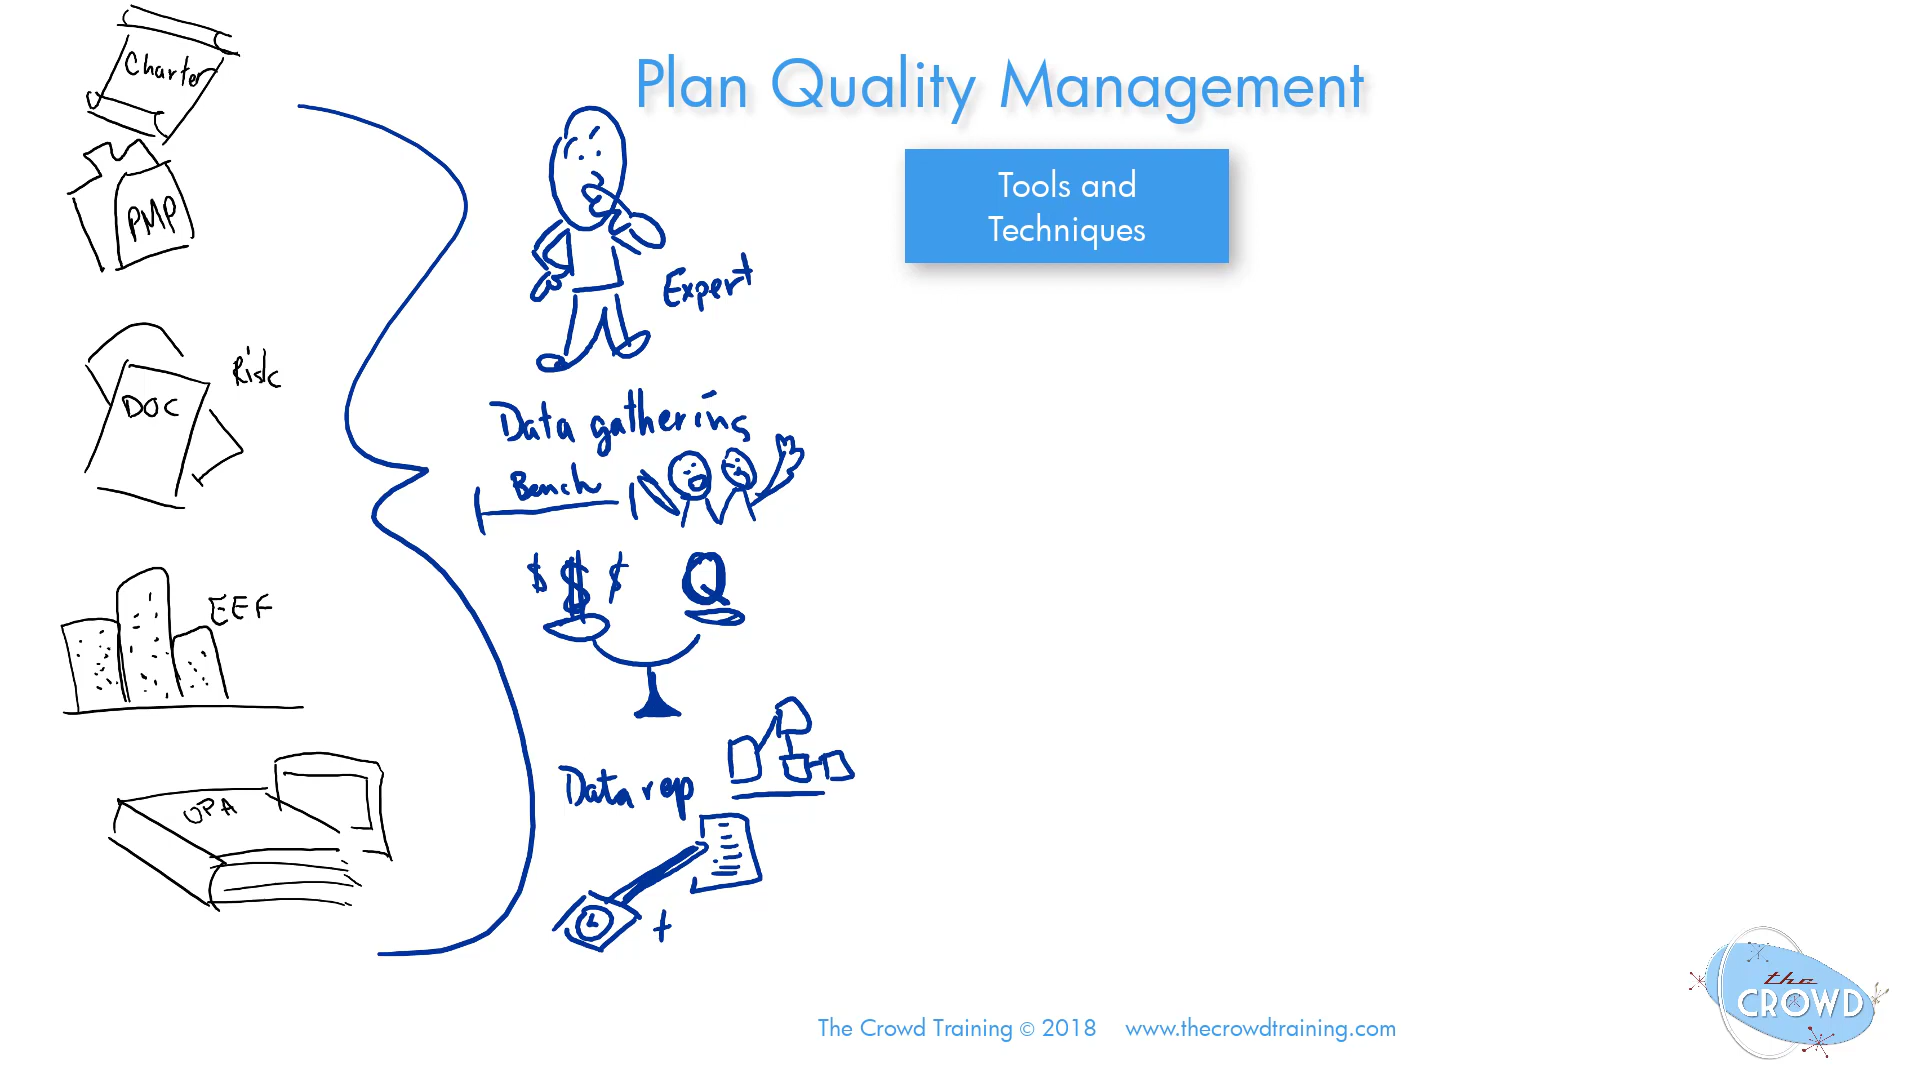 Plan Quality Management
Tools and
Techniques
Charter
PMP
DOC
Risk
EEF
OPA
Expert
Data gathering
Bench
$ $ $
Q
Data rep
+
The Crowd Training © 2018 www.thecrowdtraining.com
the
CROWD